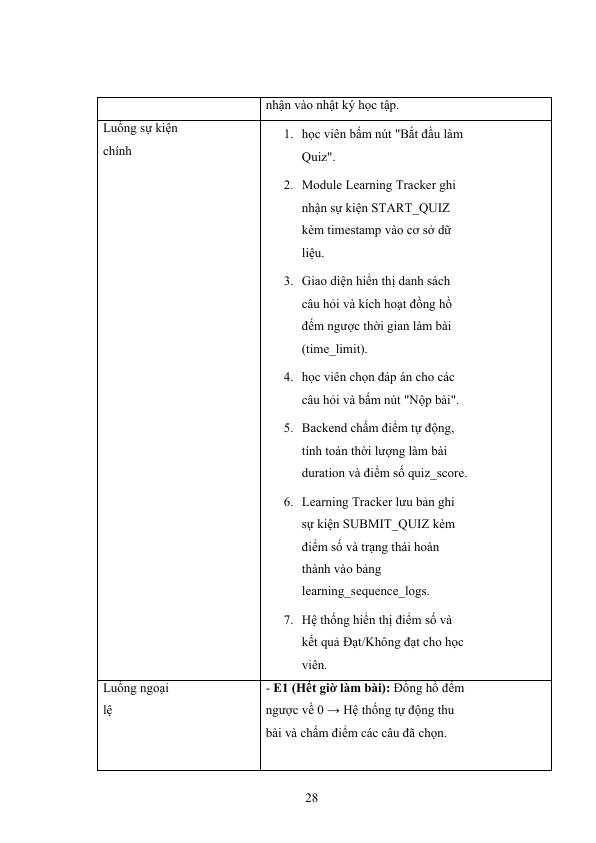 nhận vào nhật ký học tập.
Luồng sự kiện
chính
1. học viên bấm nút "Bắt đầu làm
Quiz".
2. Module Learning Tracker ghi
nhận sự kiện START_QUIZ
kèm timestamp vào cơ sở dữ
liệu.
3. Giao diện hiển thị danh sách
câu hỏi và kích hoạt đồng hồ
đếm ngược thời gian làm bài
(time_limit).
4. học viên chọn đáp án cho các
câu hỏi và bấm nút "Nộp bài".
5. Backend chấm điểm tự động,
tính toán thời lượng làm bài
duration và điểm số quiz_score.
6. Learning Tracker lưu bản ghi
sự kiện SUBMIT_QUIZ kèm
điểm số và trạng thái hoàn
thành vào bảng
learning_sequence_logs.
7. Hệ thống hiển thị điểm số và
kết quả Đạt/Không đạt cho học
viên.
Luồng ngoại
lệ
- E1 (Hết giờ làm bài): Đồng hồ đếm
ngược về 0 → Hệ thống tự động thu
bài và chấm điểm các câu đã chọn.
28